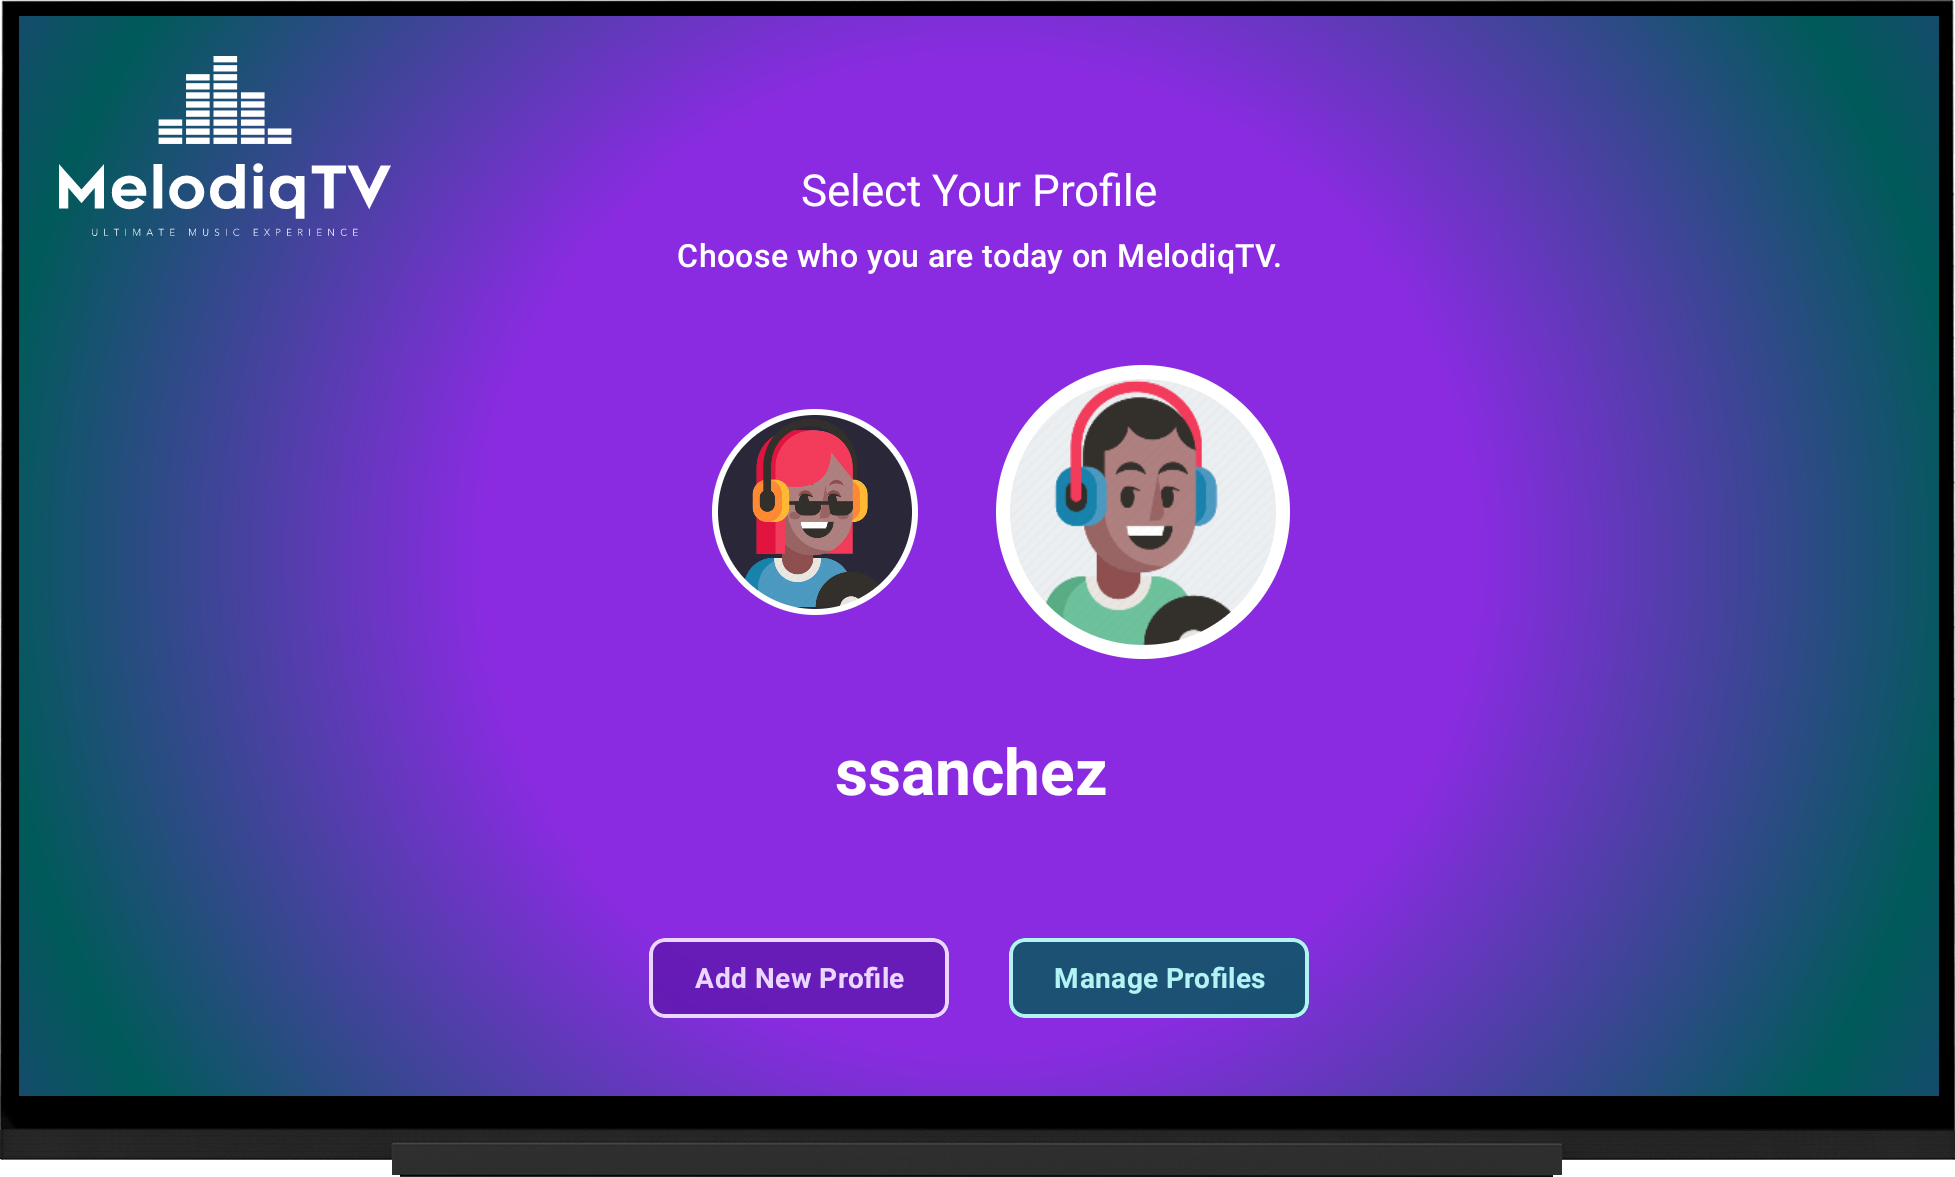 MelodiqTV
ULTIMATE MUSIC EXPERIENCE
Select Your Profile
Choose who you are today on MelodiqTV.
ssanchez
Add New Profile
Manage Profiles